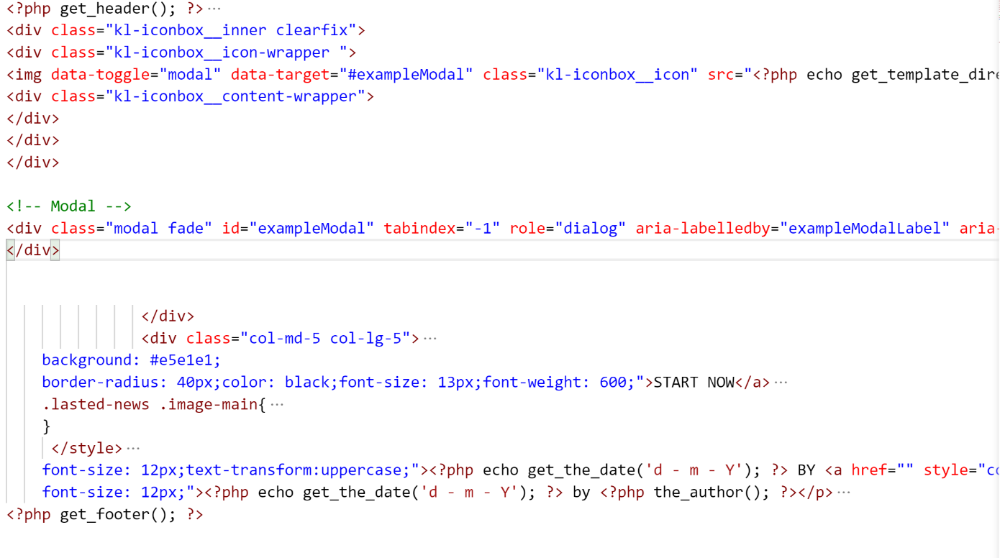 <?php get_header(); ?>···
<div class="kl-iconbox__inner clearfix">
<div class="kl-iconbox__icon-wrapper ">
<img data-toggle="modal" data-target="#exampleModal" class="kl-iconbox__icon" src="<?php echo get_template_dire
<div class="kl-iconbox__content-wrapper">
</div>
</div>
</div>
<!-- Modal -->
<div class="modal fade" id="exampleModal" tabindex="-1" role="dialog" aria-labelledby="exampleModalLabel" aria-
</div>
</div>
<div class="col-md-5 col-lg-5">···
background: #e5e1e1;
border-radius: 40px;color: black;font-size: 13px;font-weight: 600;">START NOW</a>···
.lasted-news .image-main{···
}
</style>···
font-size: 12px;text-transform:uppercase;"><?php echo get_the_date('d - m - Y'); ?> BY <a href="" style="co
font-size: 12px;"><?php echo get_the_date('d - m - Y'); ?> by <?php the_author(); ?></p>···
<?php get_footer(); ?>